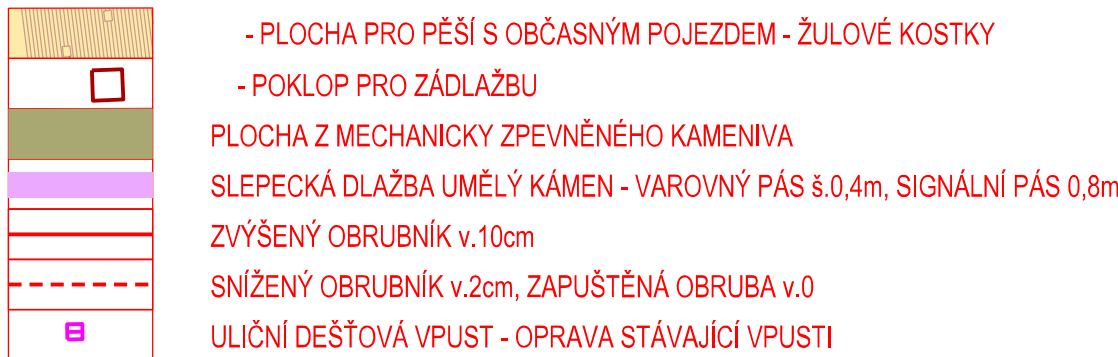 - PLOCHA PRO PĚŠÍ S OBČASNÝM POJEZDEM - ŽULOVÉ KOSTKY
- POKLOP PRO ZÁDLAŽBU
PLOCHA Z MECHANICKY ZPEVNĚNÉHO KAMENIVA
SLEPECKÁ DLAŽBA UMĚLÝ KÁMEN - VAROVNÝ PÁS š.0,4m, SIGNÁLNÍ PÁS 0,8m
ZVÝŠENÝ OBRUBNÍK v.10cm
SNÍŽENÝ OBRUBNÍK v.2cm, ZAPUŠTĚNÁ OBRUBA v.0
ULIČNÍ DEŠŤOVÁ VPUST - OPRAVA STÁVAJÍCÍ VPUSTI